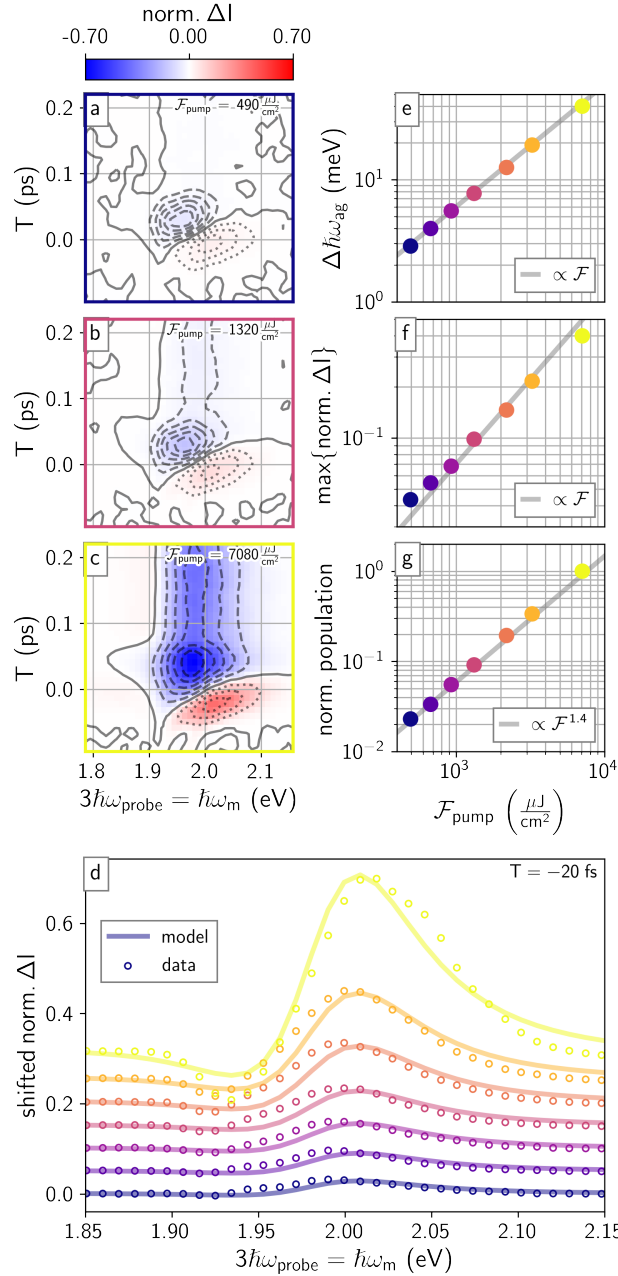 norm. ΔI
-0.70 0.00 0.70
a
ℱpump = 490 μJ/cm²
T (ps)
0.2
0.1
0.0
b
ℱpump = 1320 μJ/cm²
T (ps)
0.2
0.1
0.0
c
ℱpump = 7080 μJ/cm²
T (ps)
0.2
0.1
0.0
1.8 1.9 2.0 2.1
3ℏωprobe = ℏωm (eV)
e
Δℏωag (meV)
10¹
10⁰
∝ ℱ
f
max{norm. ΔI}
10⁻¹
∝ ℱ
g
norm. population
10⁰
10⁻¹
10⁻²
∝ ℱ^1.4
10³ 10⁴
ℱpump (μJ/cm²)
d
T = −20 fs
model
data
shifted norm. ΔI
0.6
0.4
0.2
0.0
1.85 1.90 1.95 2.00 2.05 2.10 2.15
3ℏωprobe = ℏωm (eV)